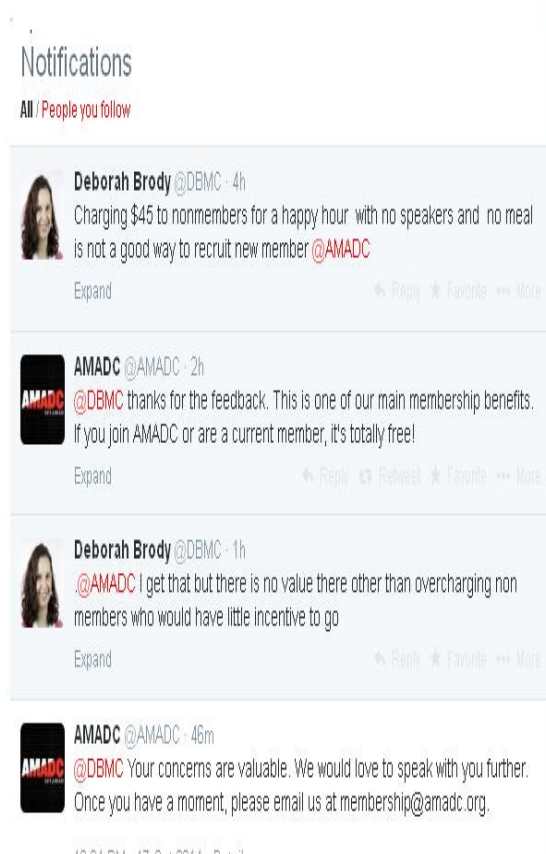 Notifications
All / People you follow
Deborah Brody @DBMC · 4h
Charging $45 to nonmembers for a happy hour with no speakers and no meal
is not a good way to recruit new member @AMADC
Expand
Reply Favorite More
AMADC
AMADC @AMADC · 2h
@DBMC thanks for the feedback. This is one of our main membership benefits.
If you join AMADC or are a current member, it's totally free!
Expand
Reply Retweet Favorite More
Deborah Brody @DBMC · 1h
.@AMADC I get that but there is no value there other than overcharging non
members who would have little incentive to go
Expand
Reply Favorite More
AMADC
AMADC @AMADC · 46m
@DBMC Your concerns are valuable. We would love to speak with you further.
Once you have a moment, please email us at membership@amadc.org.